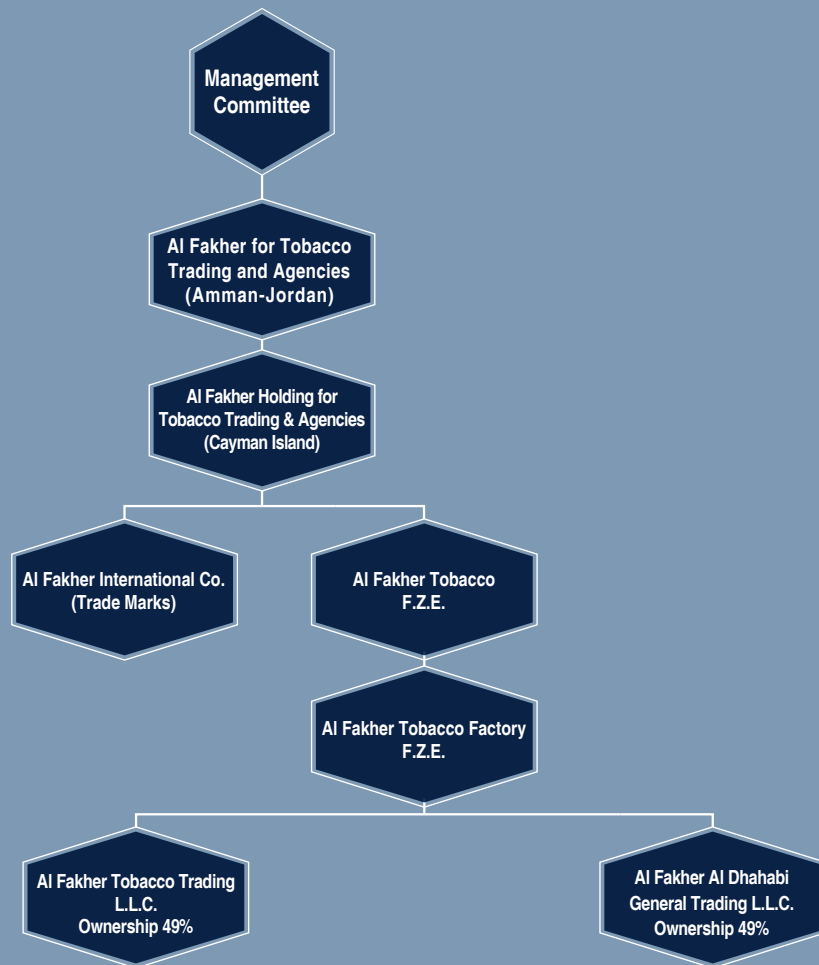 Management
Committee
Al Fakher for Tobacco
Trading and Agencies
(Amman-Jordan)
Al Fakher Holding for
Tobacco Trading & Agencies
(Cayman Island)
Al Fakher International Co.
(Trade Marks)
Al Fakher Tobacco
F.Z.E.
Al Fakher Tobacco Factory
F.Z.E.
Al Fakher Tobacco Trading
L.L.C.
Ownership 49%
Al Fakher Al Dhahabi
General Trading L.L.C.
Ownership 49%